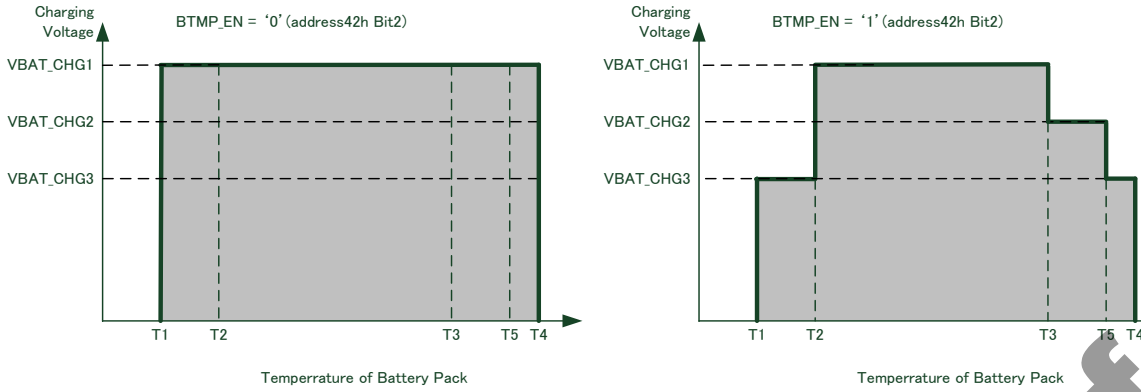 Charging
Voltage
BTMP_EN = ‘0’(address42h Bit2)
VBAT_CHG1
VBAT_CHG2
VBAT_CHG3
T1 T2 T3 T5 T4
Temperrature of Battery Pack
Charging
Voltage
BTMP_EN = ‘1’(address42h Bit2)
VBAT_CHG1
VBAT_CHG2
VBAT_CHG3
T1 T2 T3 T5 T4
Temperrature of Battery Pack